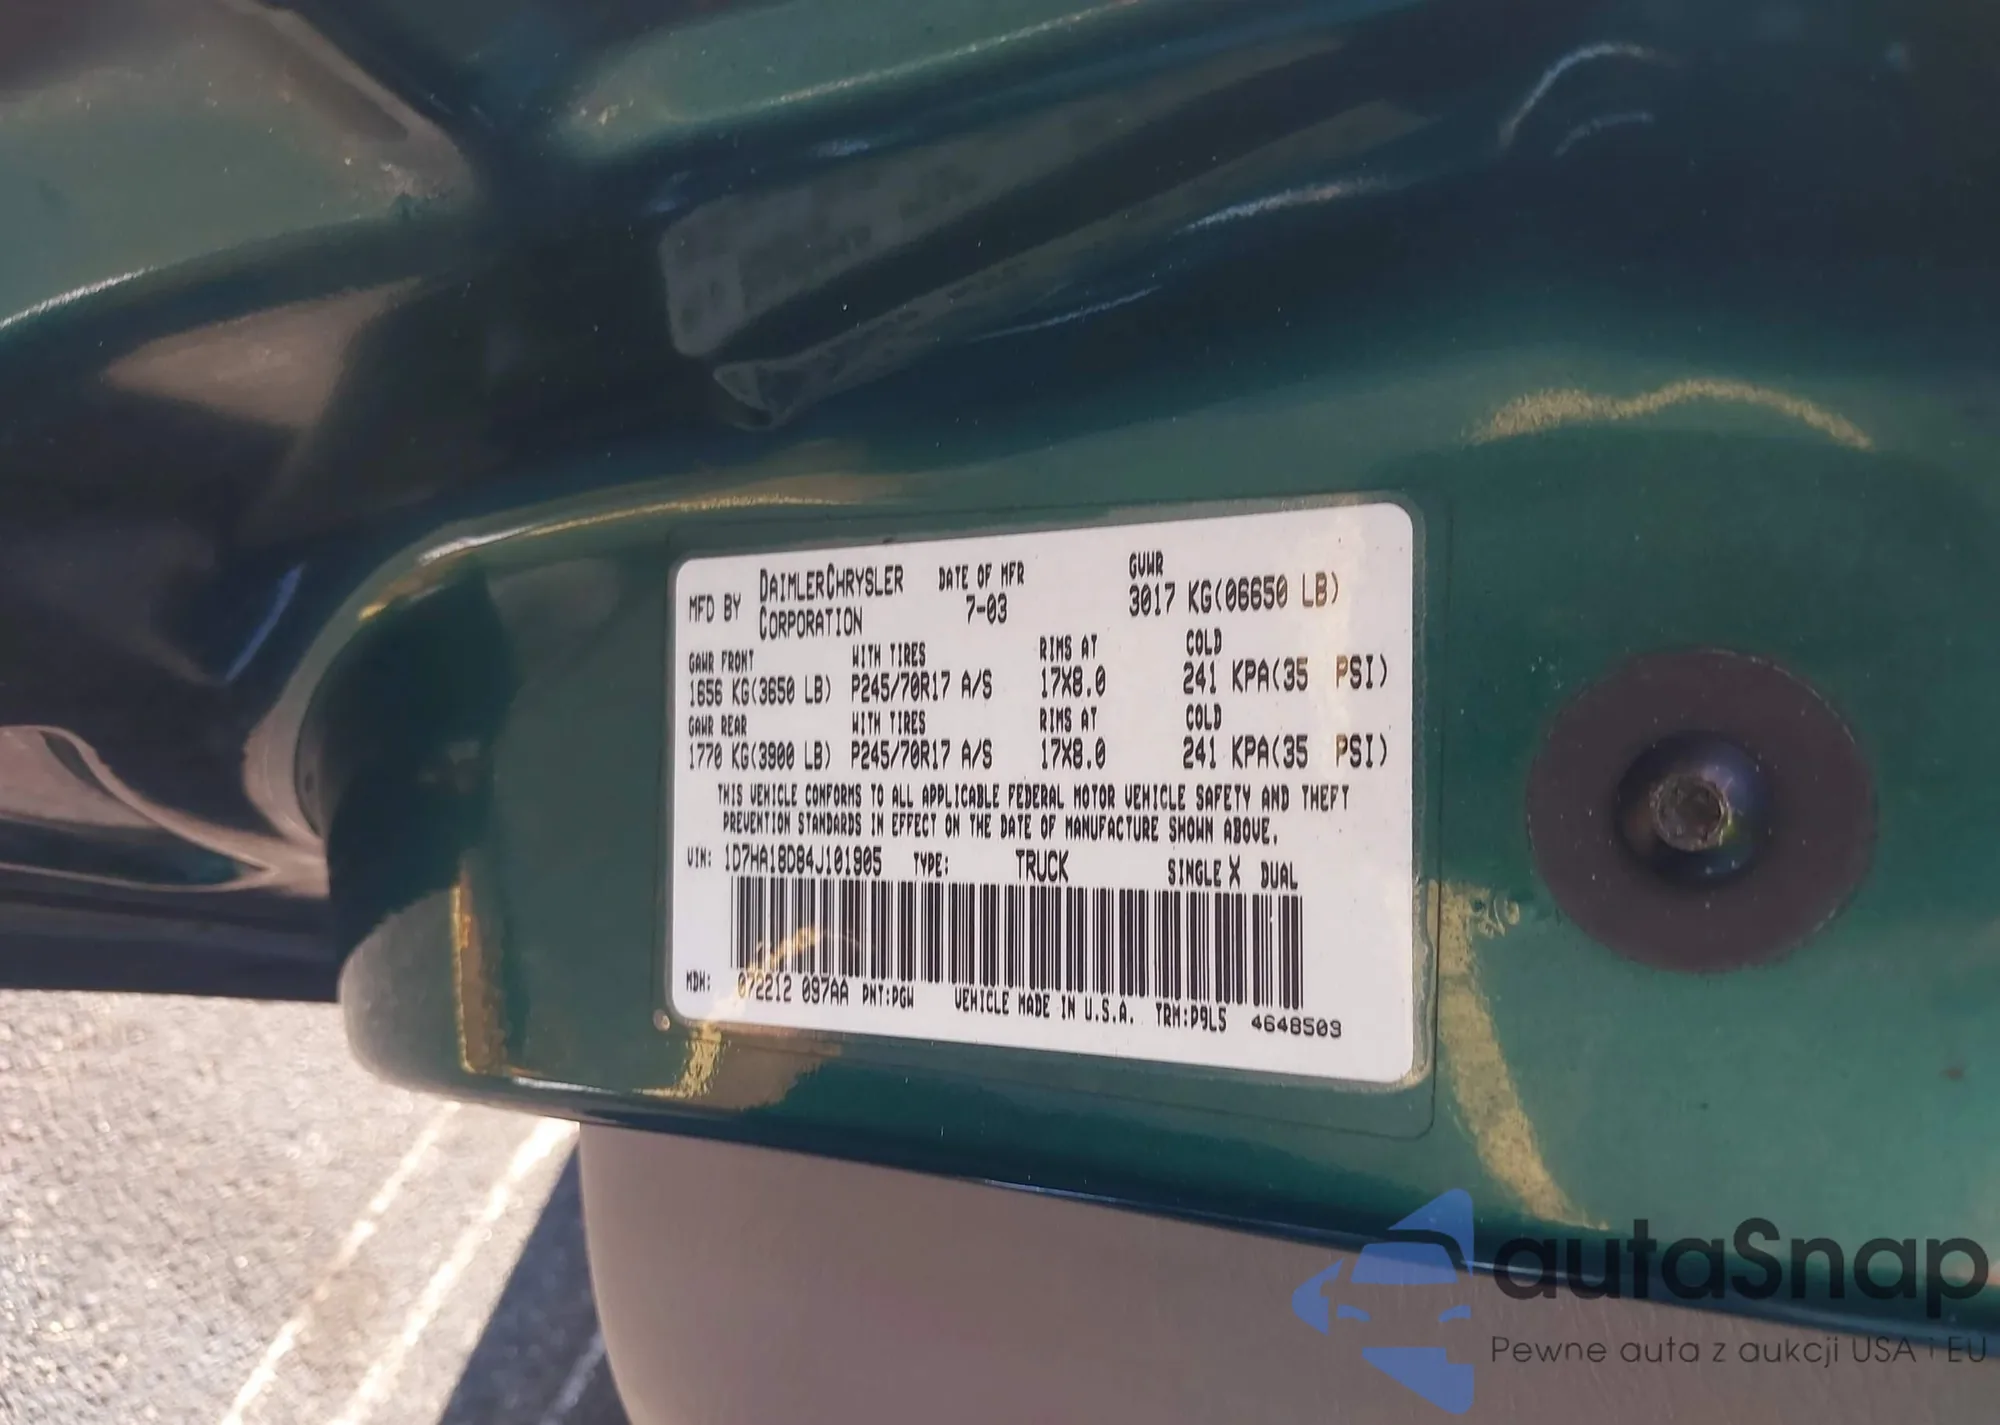 MFD BY DAIMLERCHRYSLER CORPORATION DATE OF MFR 7-03 GVWR 3017 KG(06650 LB)
GAWR FRONT WITH TIRES RIMS AT COLD
1656 KG(3650 LB) P245/70R17 A/S 17X8.0 241 KPA(35 PSI)
GAWR REAR WITH TIRES RIMS AT COLD
1770 KG(3900 LB) P245/70R17 A/S 17X8.0 241 KPA(35 PSI)
THIS VEHICLE CONFORMS TO ALL APPLICABLE FEDERAL MOTOR VEHICLE SAFETY AND THEFT
PREVENTION STANDARDS IN EFFECT ON THE DATE OF MANUFACTURE SHOWN ABOVE.
VIN: 1D7HA18D84J101905 TYPE: TRUCK SINGLE X DUAL
MDH: 072212 097AA PNT:PGW VEHICLE MADE IN U.S.A. TRM:P9L5 4648503
autaSnap
Pewne auta z aukcji USA i EU